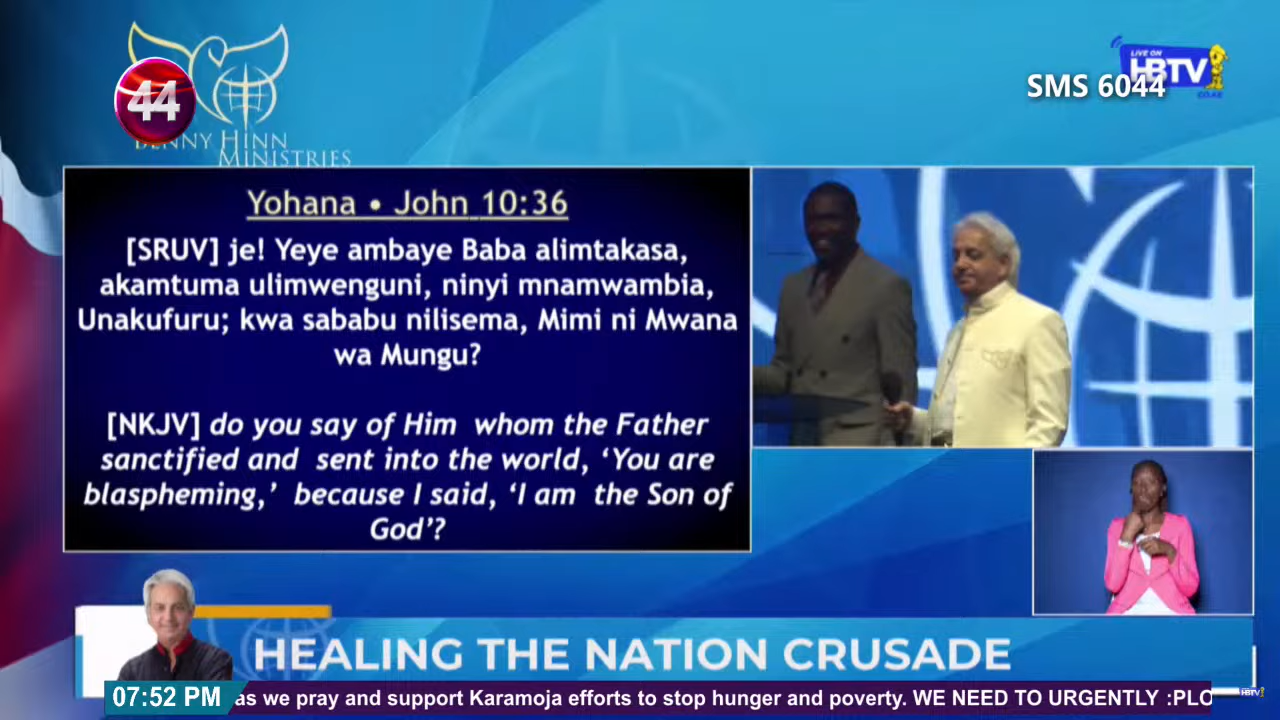 44
BENNY HINN
MINISTRIES
LIVE ON
HBTV
SMS 6044
Yohana • John 10:36
[SRUV] je! Yeye ambaye Baba alimtakasa,
akamtuma ulimwenguni, ninyi mnamwambia,
Unakufuru; kwa sababu nilisema, Mimi ni Mwana
wa Mungu?
[NKJV] do you say of Him whom the Father
sanctified and sent into the world, ‘You are
blaspheming,’ because I said, ‘I am the Son of
God’?
HEALING THE NATION CRUSADE
07:52 PM as we pray and support Karamoja efforts to stop hunger and poverty. WE NEED TO URGENTLY :PLO
HBTV